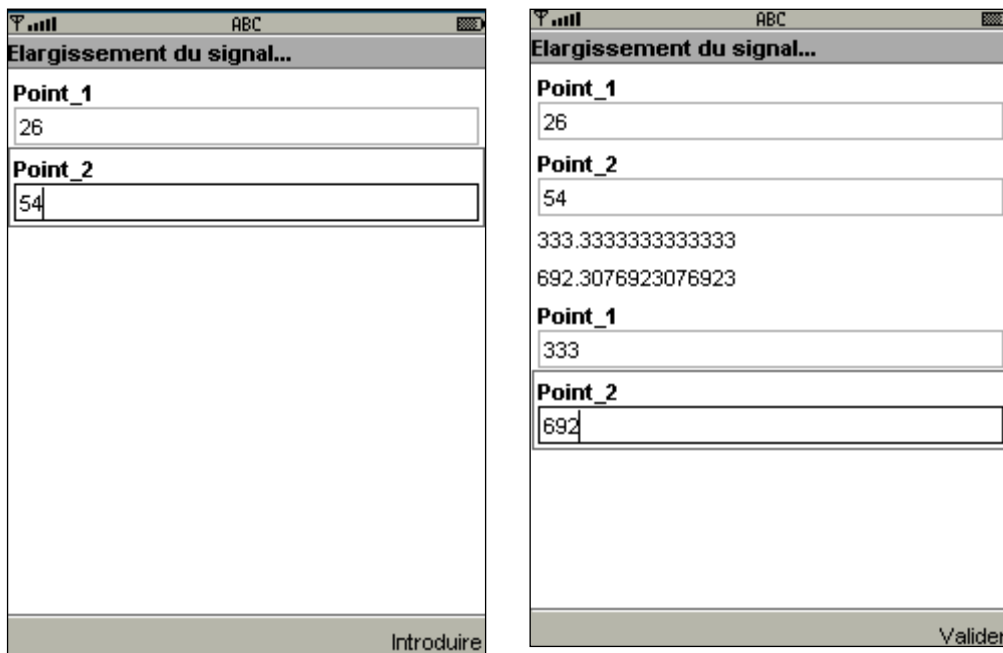 ABC
Elargissement du signal...
Point_1
26
Point_2
54
Introduire
ABC
Elargissement du signal...
Point_1
26
Point_2
54
333.3333333333333
692.3076923076923
Point_1
333
Point_2
692
Valider